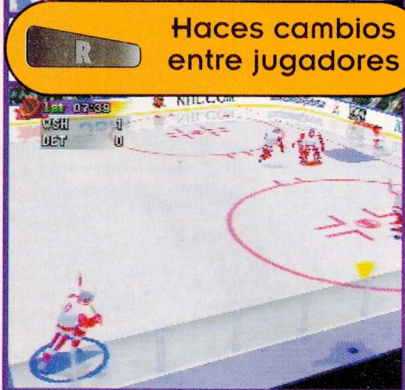 R
Haces cambios
entre jugadores
1st 07:39
WSH 1
DET 0
NHL.COM